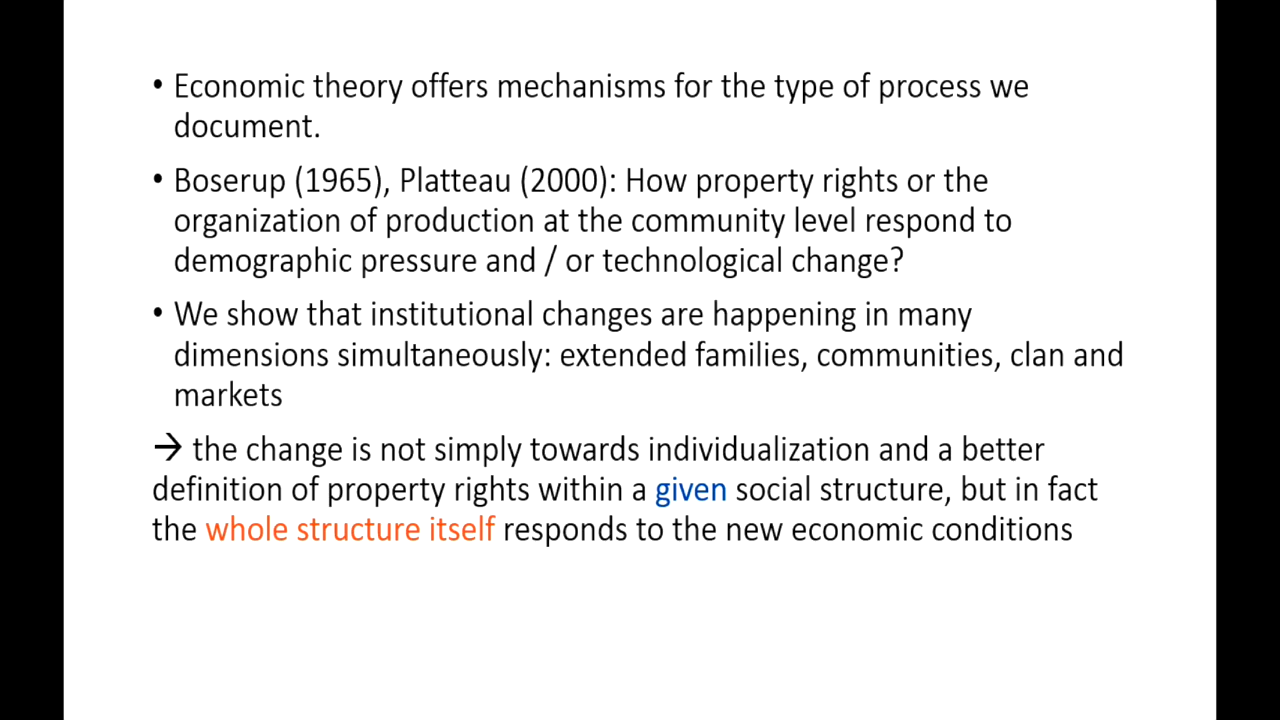 • Economic theory offers mechanisms for the type of process we
document.
• Boserup (1965), Platteau (2000): How property rights or the
organization of production at the community level respond to
demographic pressure and / or technological change?
• We show that institutional changes are happening in many
dimensions simultaneously: extended families, communities, clan and
markets
→ the change is not simply towards individualization and a better
definition of property rights within a given social structure, but in fact
the whole structure itself responds to the new economic conditions